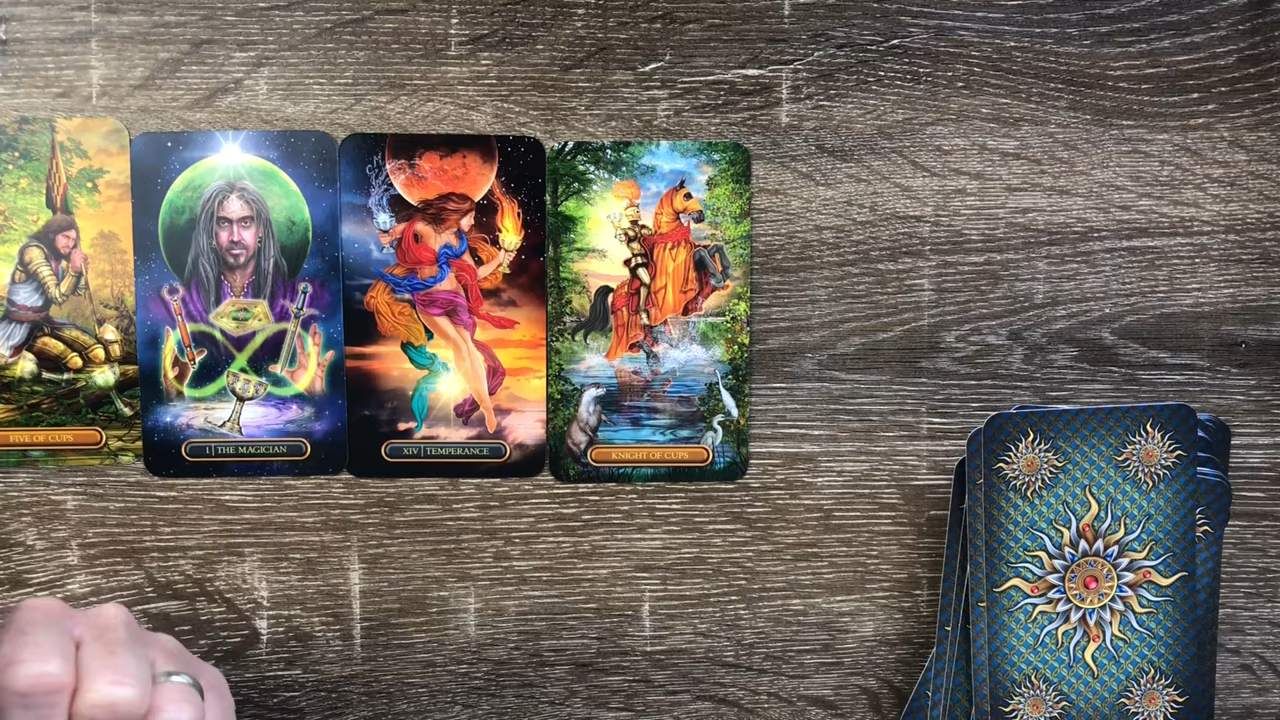 FIVE OF CUPS
I | THE MAGICIAN
XIV | TEMPERANCE
KNIGHT OF CUPS